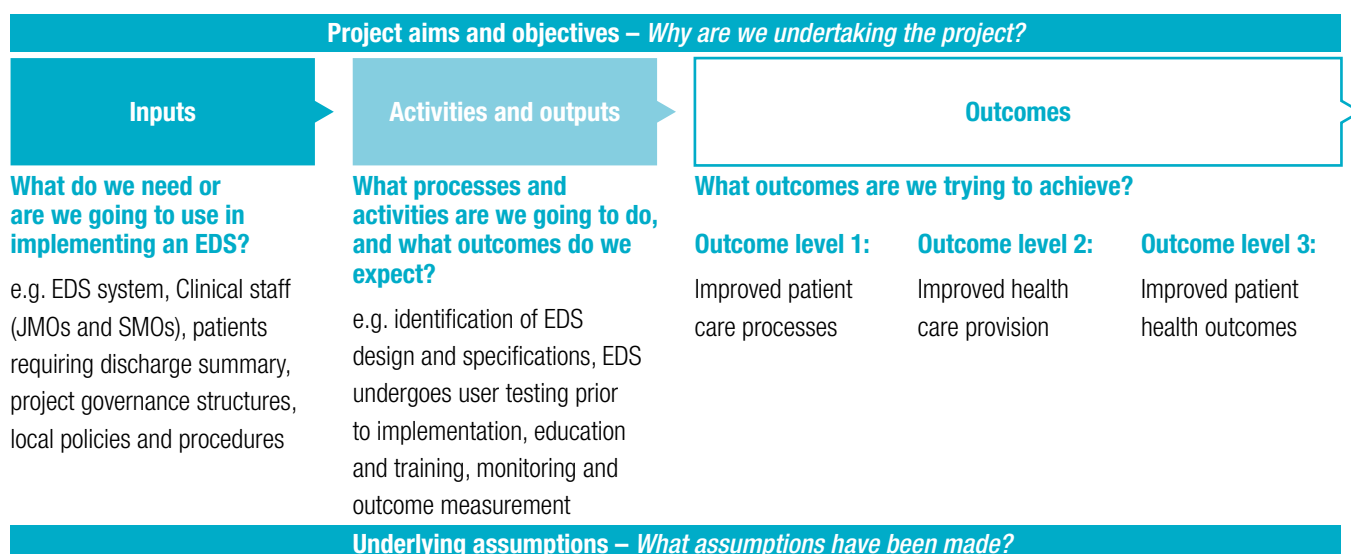 Project aims and objectives – Why are we undertaking the project?
Inputs
Activities and outputs
Outcomes
What do we need or
are we going to use in
implementing an EDS?
e.g. EDS system, Clinical staff
(JMOs and SMOs), patients
requiring discharge summary,
project governance structures,
local policies and procedures
What processes and
activities are we going to do,
and what outcomes do we
expect?
e.g. identification of EDS
design and specifications, EDS
undergoes user testing prior
to implementation, education
and training, monitoring and
outcome measurement
What outcomes are we trying to achieve?
Outcome level 1:
Improved patient
care processes
Outcome level 2:
Improved health
care provision
Outcome level 3:
Improved patient
health outcomes
Underlying assumptions – What assumptions have been made?